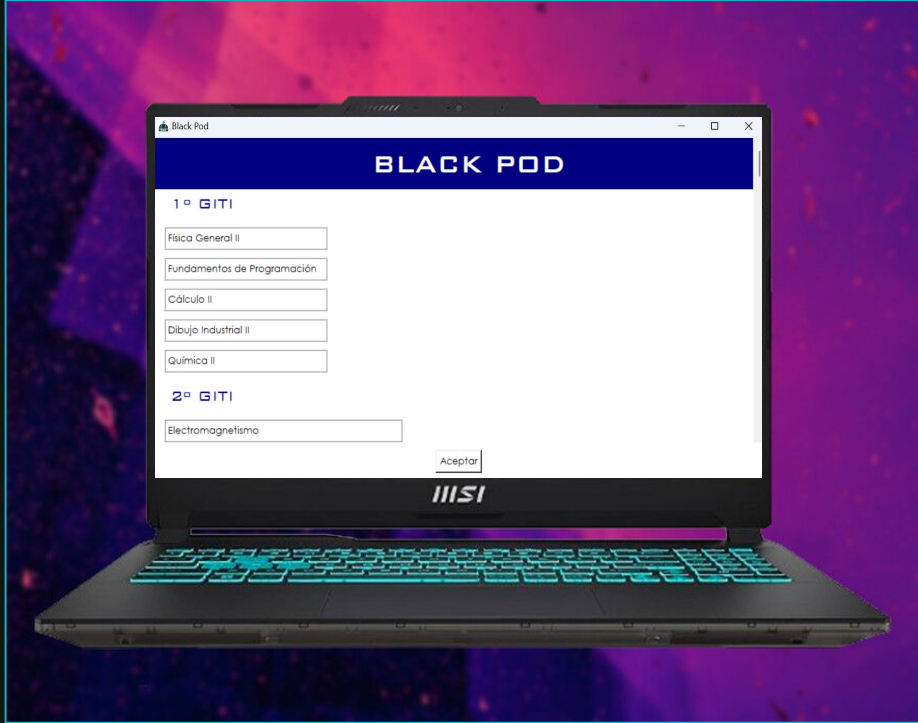 Black Pod
BLACK POD
1º GITI
Física General II
Fundamentos de Programación
Cálculo II
Dibujo Industrial II
Química II
2º GITI
Electromagnetismo
Aceptar
msi